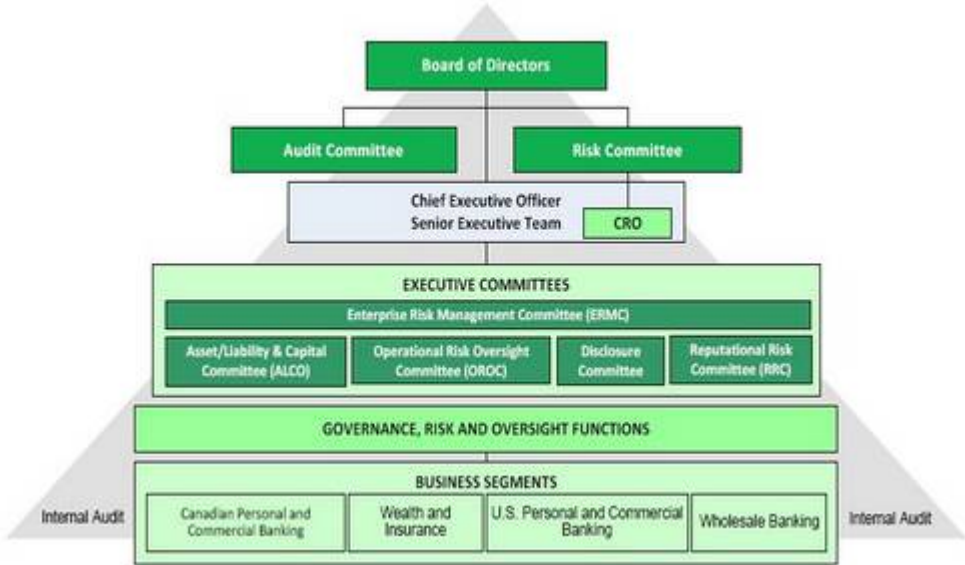 Board of Directors
Audit Committee
Risk Committee
Chief Executive Officer
Senior Executive Team
CRO
EXECUTIVE COMMITTEES
Enterprise Risk Management Committee (ERMC)
Asset/Liability & Capital
Committee (ALCO)
Operational Risk Oversight
Committee (OROC)
Disclosure
Committee
Reputational Risk
Committee (RRC)
GOVERNANCE, RISK AND OVERSIGHT FUNCTIONS
BUSINESS SEGMENTS
Internal Audit
Canadian Personal and
Commercial Banking
Wealth and
Insurance
U.S. Personal and Commercial
Banking
Wholesale Banking
Internal Audit